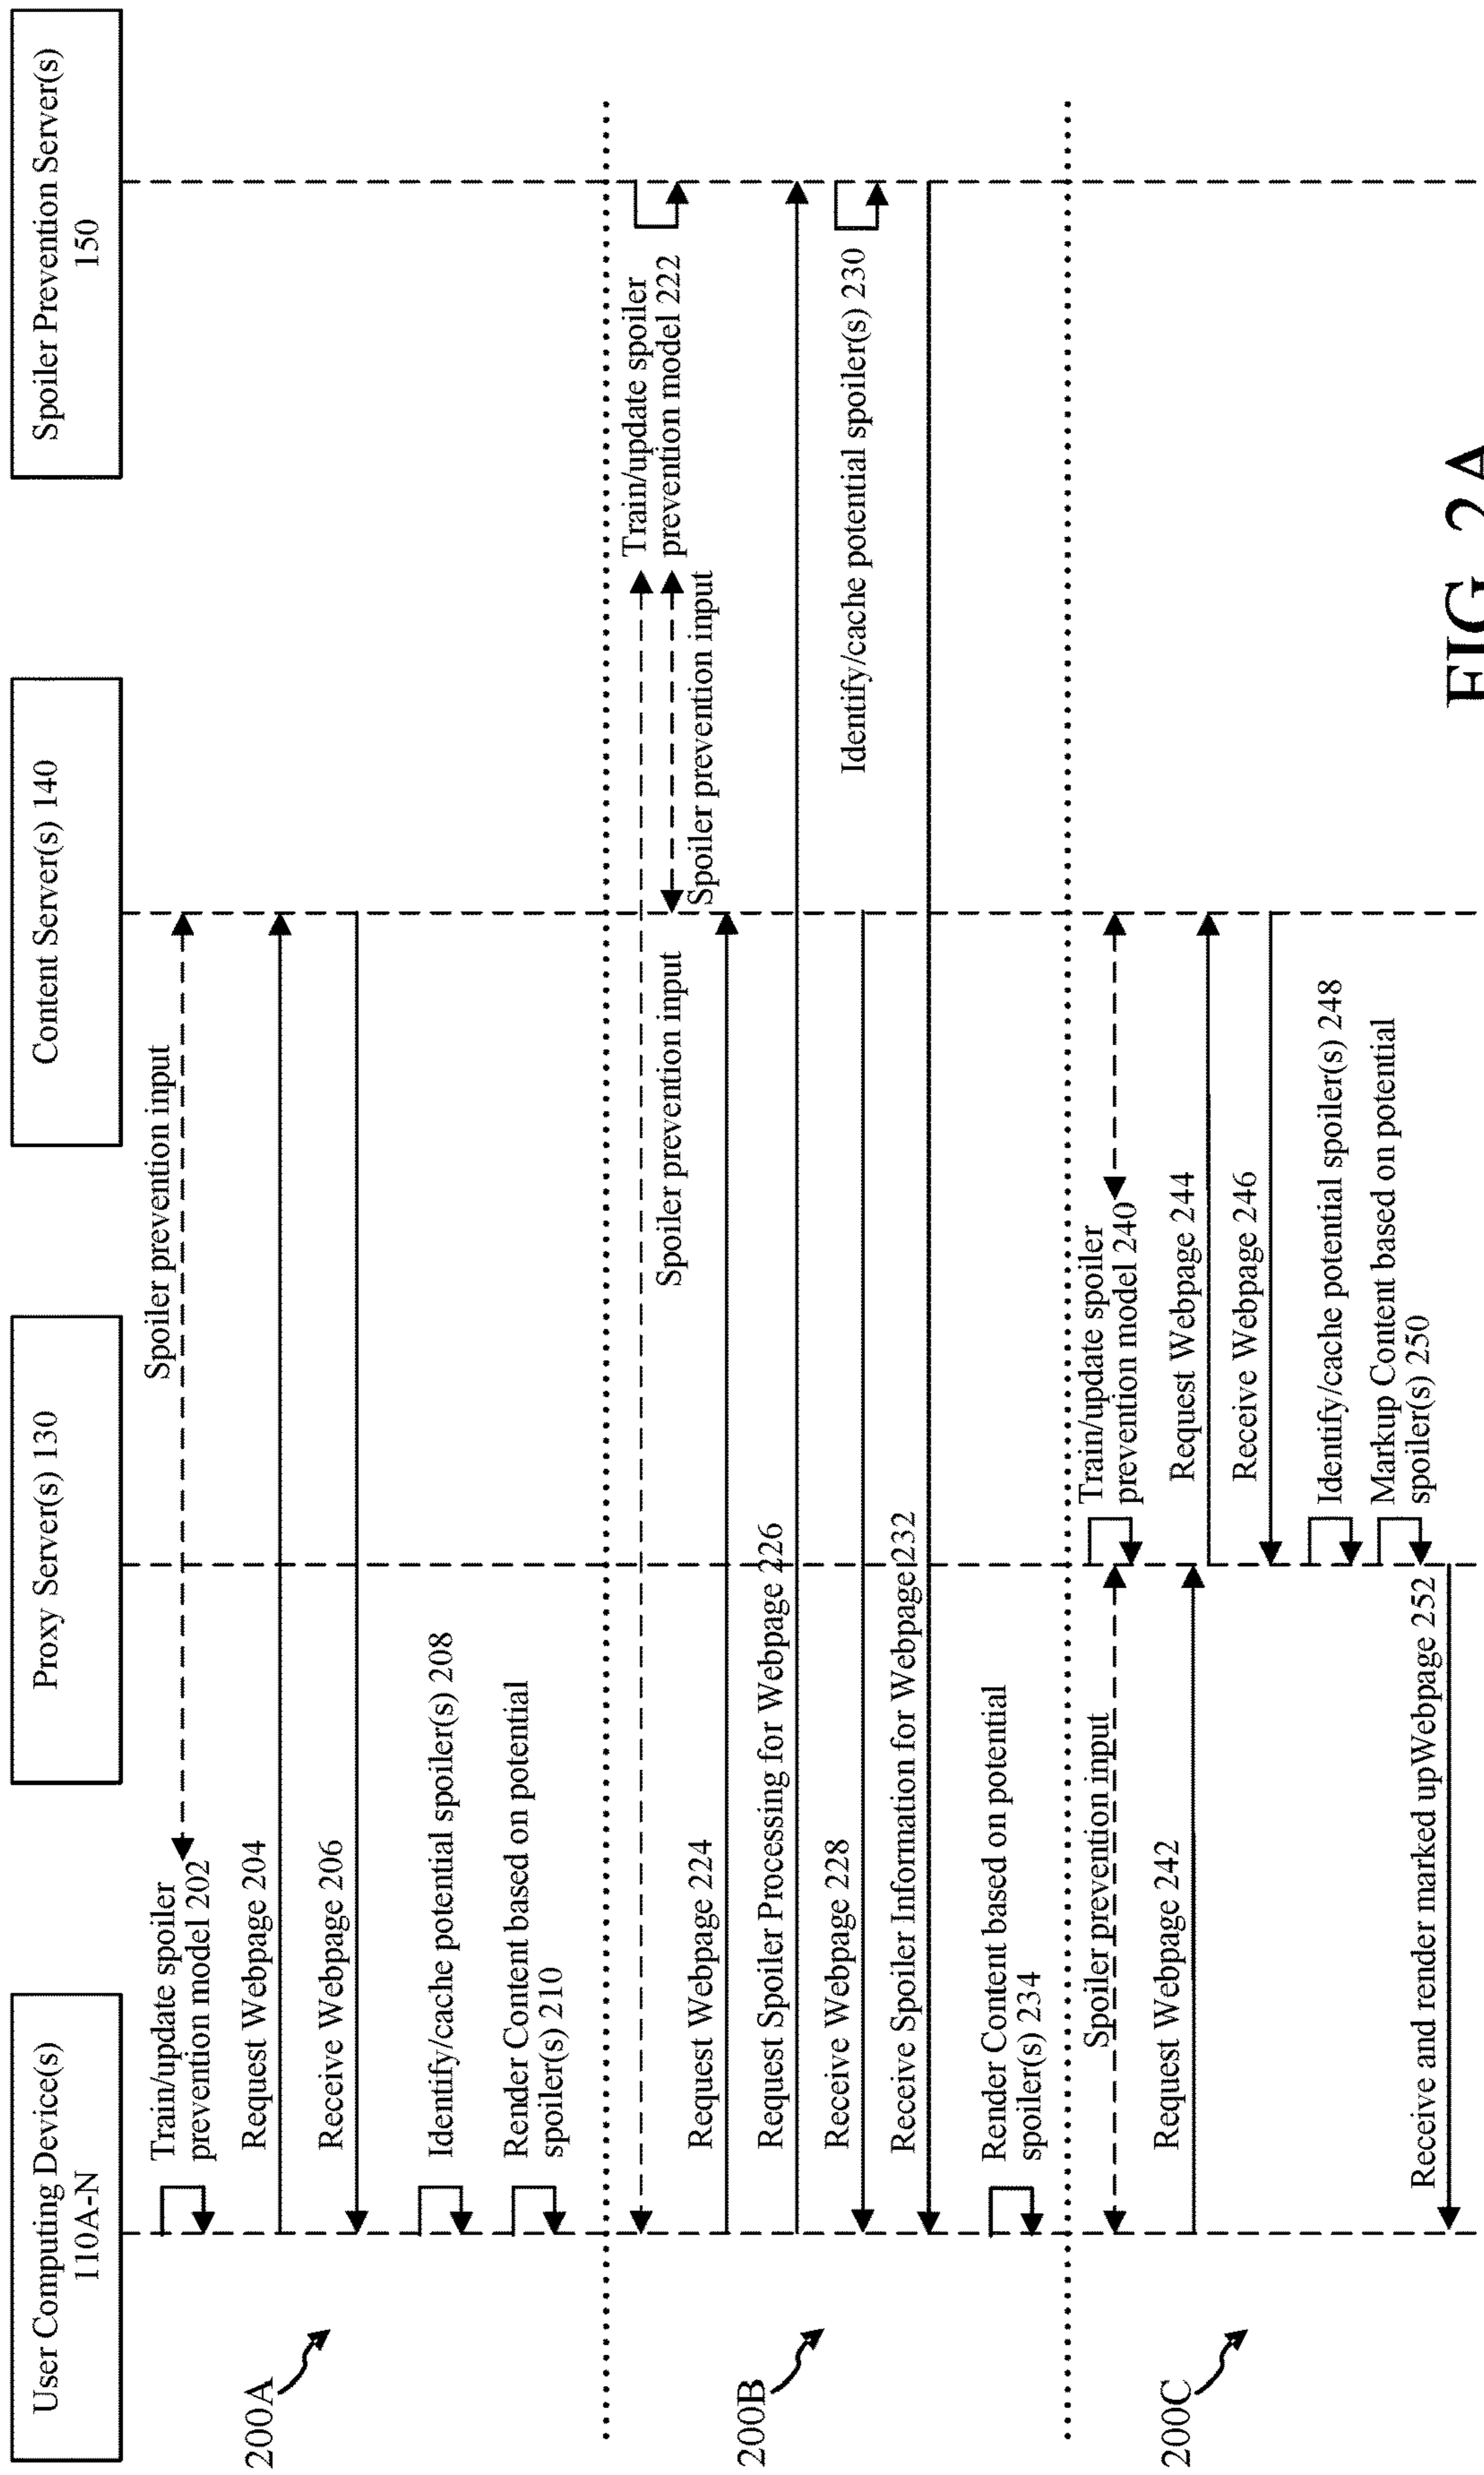 User Computing Device(s)
110A-N
Proxy Server(s) 130
Content Server(s) 140
Spoiler Prevention Server(s)
150
200A
Spoiler prevention input
Train/update spoiler
prevention model 202
Request Webpage 204
Receive Webpage 206
Identify/cache potential spoiler(s) 208
Render Content based on potential
spoiler(s) 210
200B
Train/update spoiler
prevention model 222
Spoiler prevention input
Spoiler prevention input
Request Webpage 224
Request Spoiler Processing for Webpage 226
Receive Webpage 228
Identify/cache potential spoiler(s) 230
Receive Spoiler Information for Webpage 232
Render Content based on potential
spoiler(s) 234
200C
Spoiler prevention input
Train/update spoiler
prevention model 240
Request Webpage 242
Request Webpage 244
Receive Webpage 246
Identify/cache potential spoiler(s) 248
Markup Content based on potential
spoiler(s) 250
Receive and render marked upWebpage 252
FIG. 2A